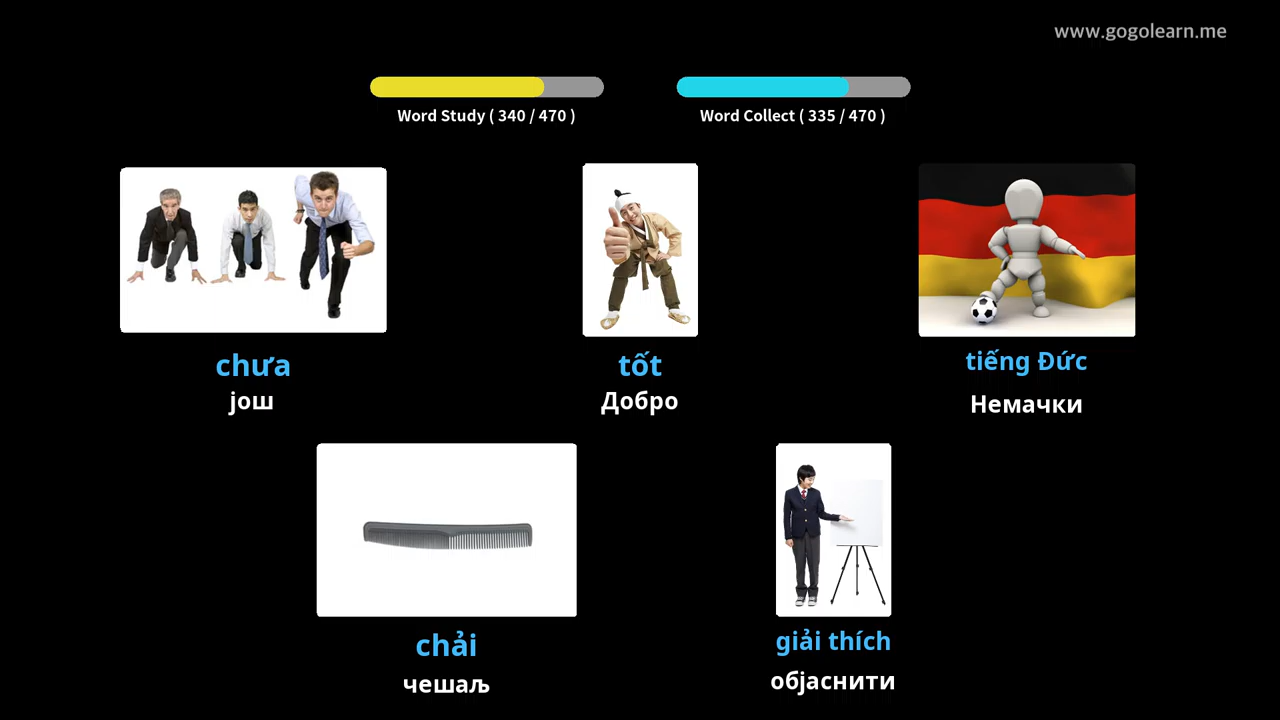 www.gogolearn.me
Word Study ( 340 / 470 )
Word Collect ( 335 / 470 )
chưa
још
tốt
Добро
tiếng Đức
Немачки
chải
чешаљ
giải thích
објаснити